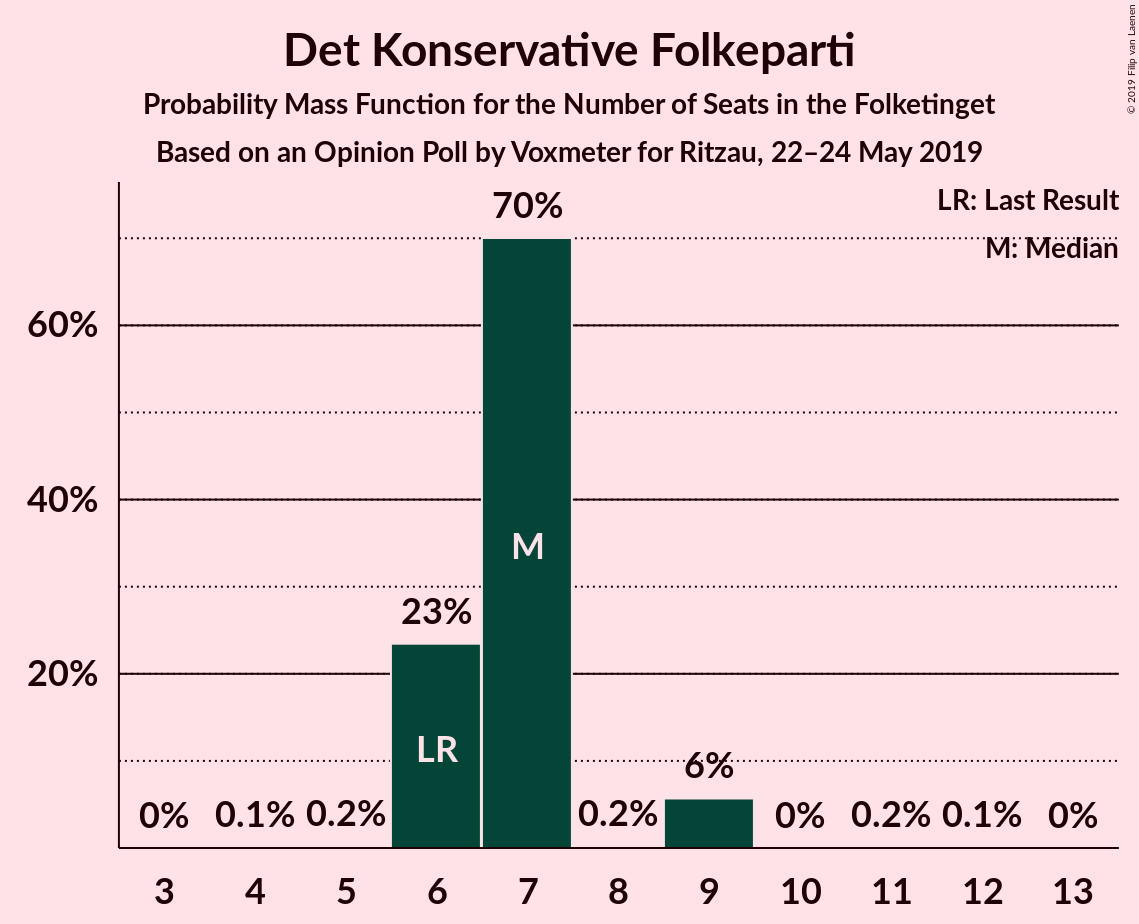 Det Konservative Folkeparti
Probability Mass Function for the Number of Seats in the Folketinget
Based on an Opinion Poll by Voxmeter for Ritzau, 22–24 May 2019
© 2019 Filip van Laenen
LR: Last Result
M: Median
70%
60%
40%
20%
M
23%
LR
0%
0.1%
0.2%
0.2%
6%
0%
0.2%
0.1%
0%
3 4 5 6 7 8 9 10 11 12 13